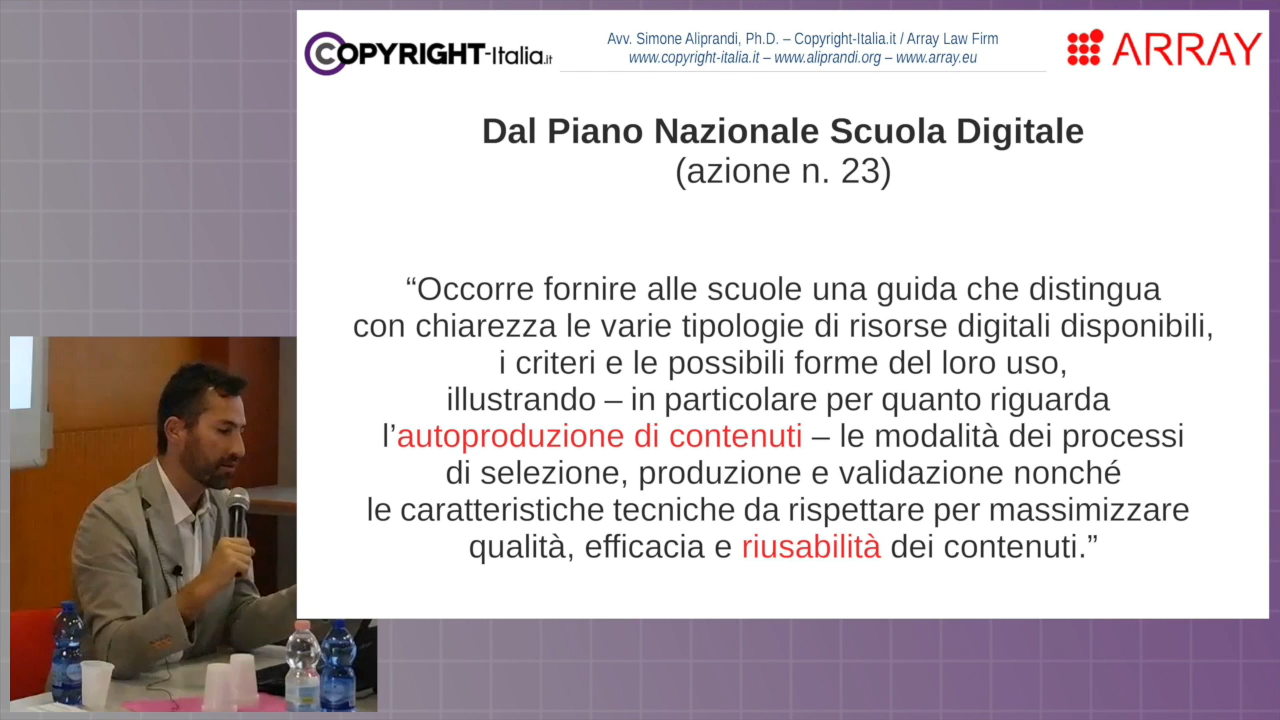 COPYRIGHT-Italia.it
Avv. Simone Aliprandi, Ph.D. – Copyright-Italia.it / Array Law Firm
www.copyright-italia.it – www.aliprandi.org – www.array.eu
ARRAY
Dal Piano Nazionale Scuola Digitale
(azione n. 23)
“Occorre fornire alle scuole una guida che distingua
con chiarezza le varie tipologie di risorse digitali disponibili,
i criteri e le possibili forme del loro uso,
illustrando – in particolare per quanto riguarda
l’autoproduzione di contenuti – le modalità dei processi
di selezione, produzione e validazione nonché
le caratteristiche tecniche da rispettare per massimizzare
qualità, efficacia e riusabilità dei contenuti.”